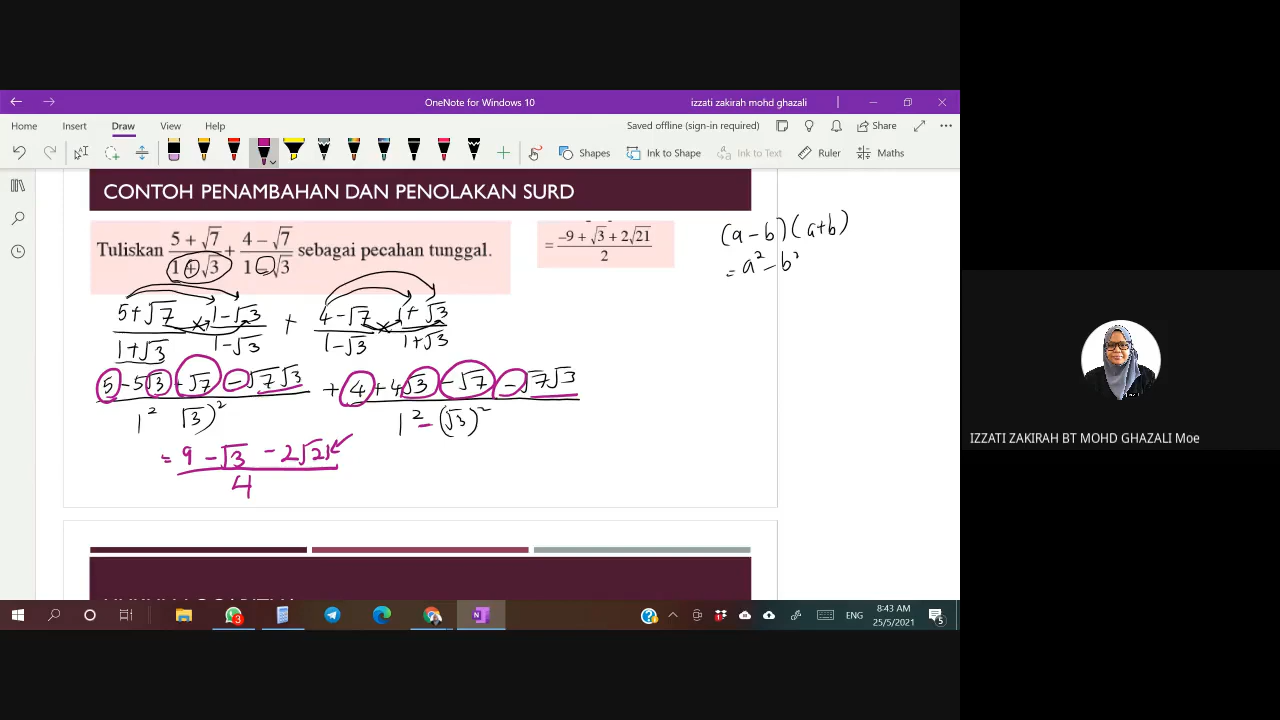 OneNote for Windows 10
izzati zakirah mohd ghazali
Home Insert Draw View Help
Saved offline (sign-in required) Share
Shapes Ink to Shape Ink to Text Ruler Maths
CONTOH PENAMBAHAN DAN PENOLAKAN SURD
Tuliskan (5 + √7)/(1 + √3) + (4 − √7)/(1 − √3) sebagai pecahan tunggal.
= (−9 + √3 + 2√21)/2
(a − b)(a+b)
= a² − b²
(5+√7)/(1+√3) × (1−√3)/(1−√3) + (4−√7)/(1−√3) × (1+√3)/(1+√3)
5 − 5√3 + √7 − √7√3 + 4 + 4√3 − √7 − √7√3
1² √3)² 1² − (√3)²
= (9 − √3 − 2√21)/4
IZZATI ZAKIRAH BT MOHD GHAZALI Moe
3
ENG
8:43 AM
25/5/2021
5